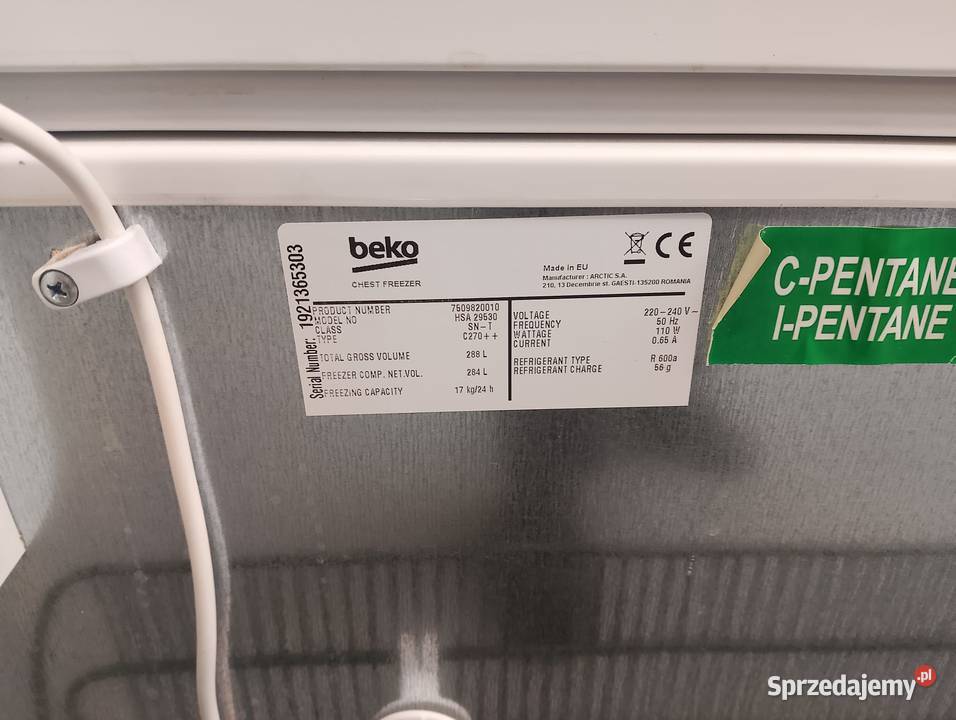 beko
CHEST FREEZER
Made in EU
CE
Manufacturer : ARCTIC S.A.
210, 13 Decembrie st. GAESTI-135200 ROMANIA
Serial Number: 1921365303
PRODUCT NUMBER 7509820010
MODEL NO HSA 29530
CLASS SN-T
TYPE C270++
TOTAL GROSS VOLUME 288 L
FREEZER COMP. NET.VOL. 284 L
FREEZING CAPACITY 17 kg/24 h
VOLTAGE 220-240 V~
FREQUENCY 50 Hz
WATTAGE 110 W
CURRENT 0.65 A
REFRIGERANT TYPE R 600a
REFRIGERANT CHARGE 56 g
C-PENTANE
I-PENTANE
Sprzedajemy.pl